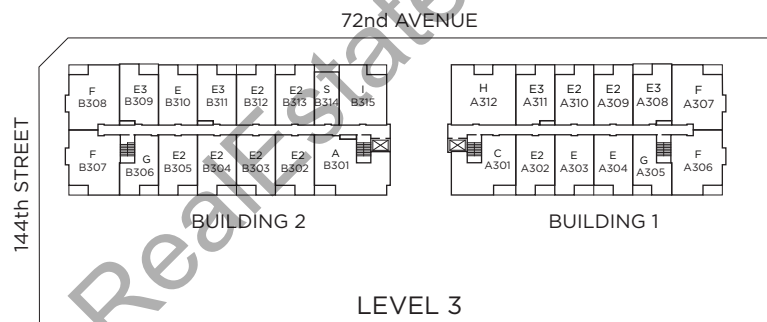 72nd AVENUE
144th STREET
F
B308
E3
B309
E
B310
E3
B311
E2
B312
E2
B313
S
B314
I
B315
F
B307
G
B306
E2
B305
E2
B304
E2
B303
E2
B302
A
B301
BUILDING 2
H
A312
E3
A311
E2
A310
E2
A309
E3
A308
F
A307
C
A301
E2
A302
E
A303
E
A304
G
A305
F
A306
BUILDING 1
LEVEL 3
RealEstate